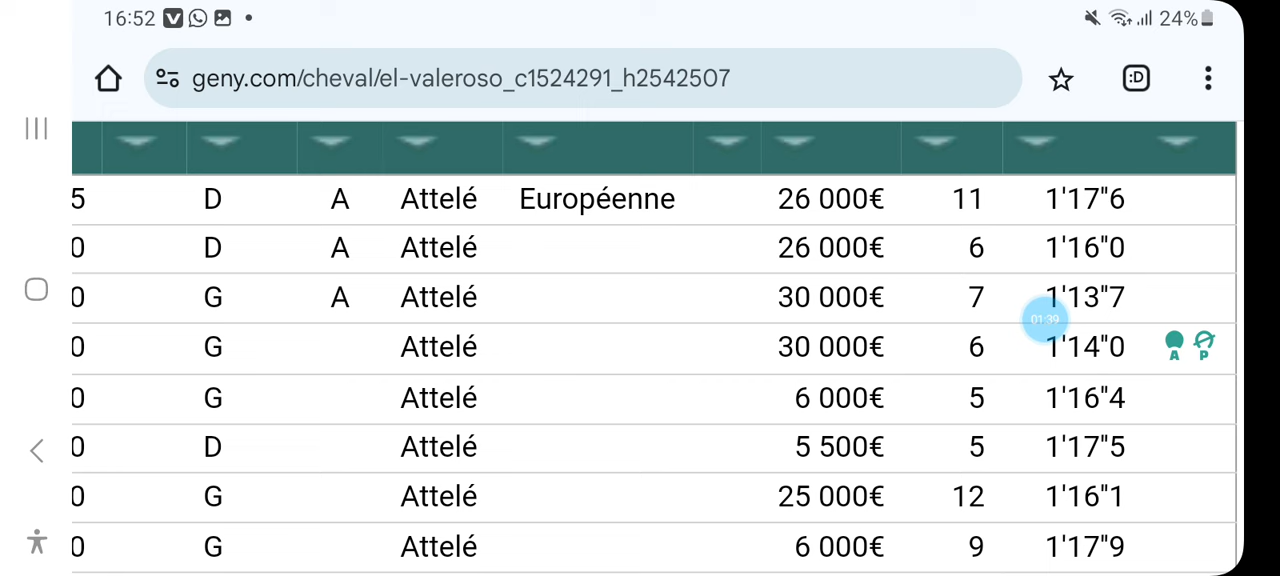 16:52 V 24%
:D
geny.com/cheval/el-valeroso_c1524291_h2542507
5 D A Attelé Européenne 26 000€ 11 1'17"6
0 D A Attelé 26 000€ 6 1'16"0
0 G A Attelé 30 000€ 7 1'13"7
01:39
0 G Attelé 30 000€ 6 1'14"0 A P
0 G Attelé 6 000€ 5 1'16"4
0 D Attelé 5 500€ 5 1'17"5
0 G Attelé 25 000€ 12 1'16"1
0 G Attelé 6 000€ 9 1'17"9